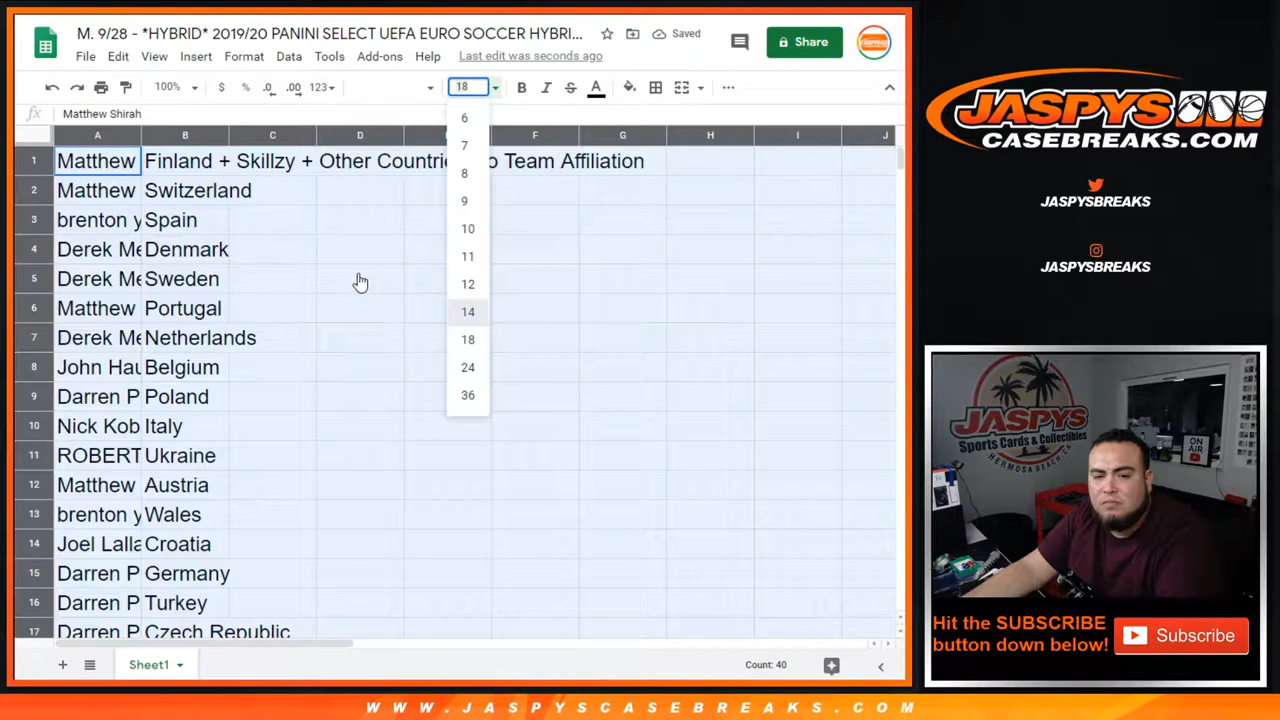 M. 9/28 - *HYBRID* 2019/20 PANINI SELECT UEFA EURO SOCCER HYBRI...
Saved
Share
File Edit View Insert Format Data Tools Add-ons Help Last edit was seconds ago
100% $ % .0 .00 123 18 B I S A
fx Matthew Shirah
A B C D F G H I J
1 Matthew Finland + Skillzy + Other Countrie o Team Affiliation
2 Matthew Switzerland
3 brenton y Spain
4 Derek Me Denmark
5 Derek Me Sweden
6 Matthew Portugal
7 Derek Me Netherlands
8 John Hau Belgium
9 Darren P Poland
10 Nick Kob Italy
11 ROBERT Ukraine
12 Matthew Austria
13 brenton y Wales
14 Joel Lalla Croatia
15 Darren P Germany
16 Darren P Turkey
17 Darren P Czech Republic
6
7
8
9
10
11
12
14
18
24
36
Sheet1
Count: 40
JASPYS
CASEBREAKS.COM
JASPYSBREAKS
JASPYSBREAKS
JASPYS
Sports Cards & Collectibles
HERMOSA BEACH, CA
ON
AIR
Hit the SUBSCRIBE
button down below!
Subscribe
WWW.JASPYSCASEBREAKS.COM